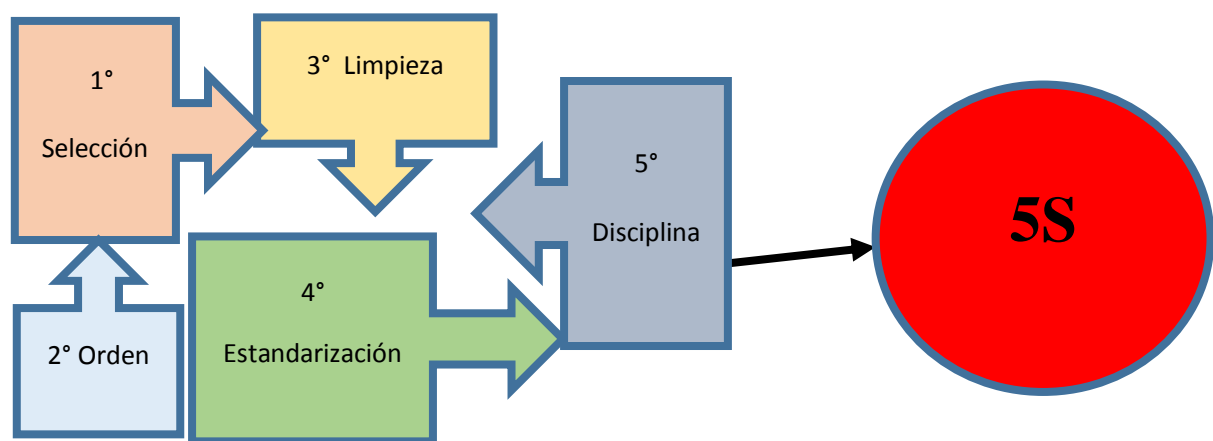 1°
Selección
2° Orden
3° Limpieza
4°
Estandarización
5°
Disciplina
5S